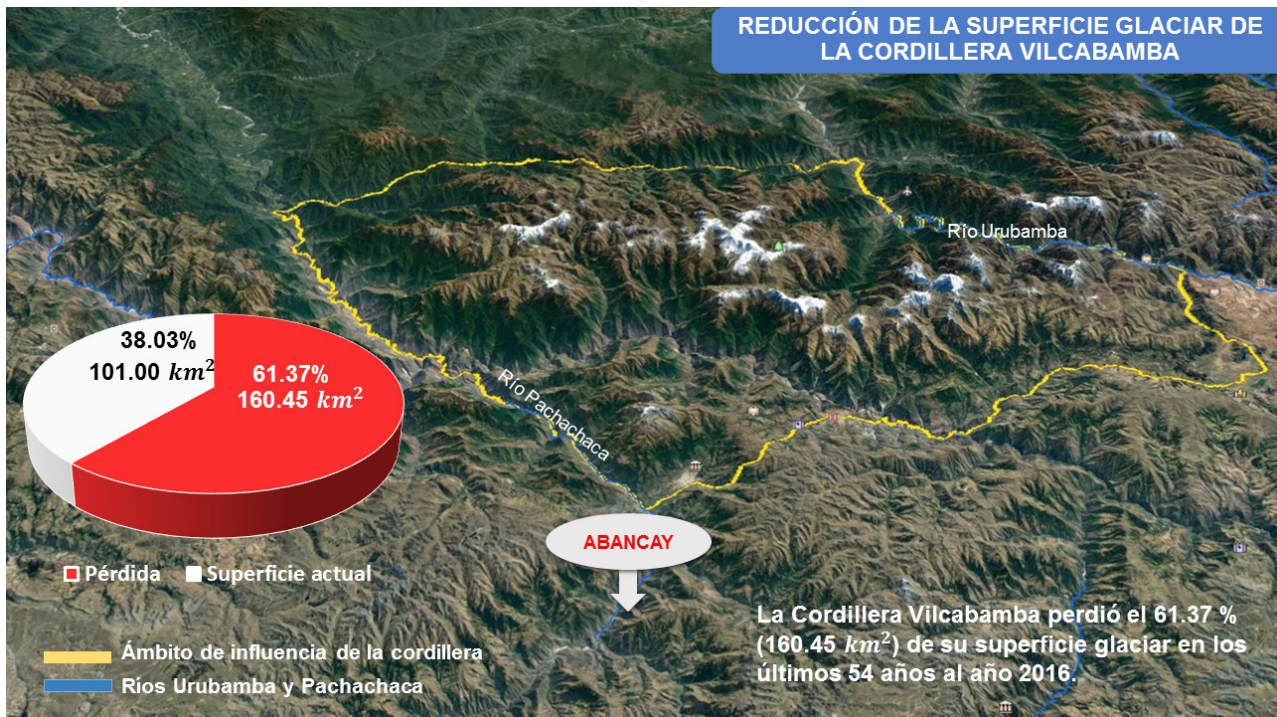 REDUCCIÓN DE LA SUPERFICIE GLACIAR DE
LA CORDILLERA VILCABAMBA
Río Urubamba
38.03%
101.00 km²
61.37%
160.45 km²
Río Pachachaca
ABANCAY
Pérdida
Superficie actual
Ámbito de influencia de la cordillera
Ríos Urubamba y Pachachaca
La Cordillera Vilcabamba perdió el 61.37 %
(160.45 km²) de su superficie glaciar en los
últimos 54 años al año 2016.